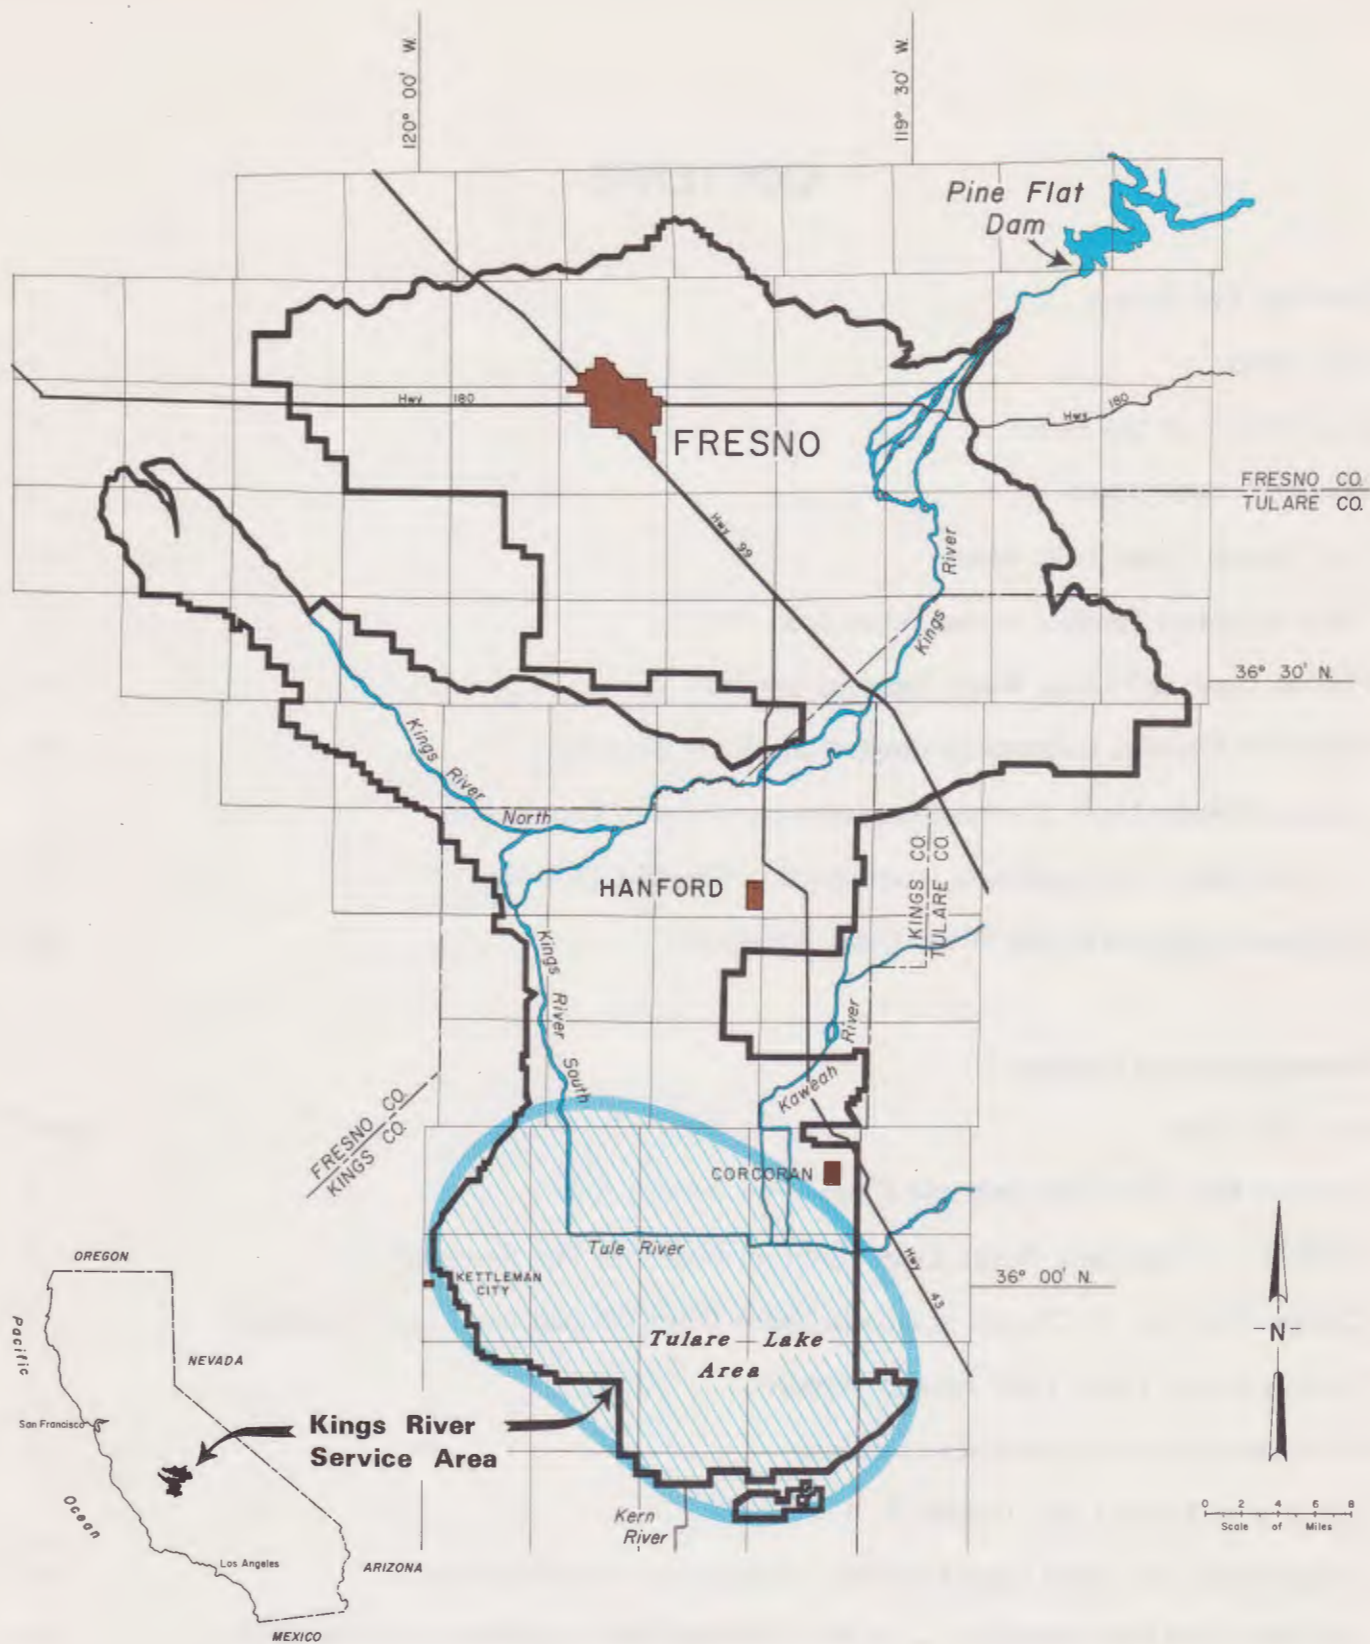 120° 00' W.
119° 30' W.
Pine Flat
Dam
Hwy 180
Hwy 180
FRESNO
FRESNO CO.
TULARE CO.
Hwy 99
River
Kings
36° 30' N.
Kings River
North
KINGS CO.
TULARE CO.
HANFORD
Kings River South
River
Kaweah
FRESNO CO.
KINGS CO.
CORCORAN
Tule River
Hwy 43
36° 00' N.
KETTLEMAN
CITY
Tulare Lake
Area
OREGON
Pacific
NEVADA
San Francisco
Kings River
Service Area
N
Ocean
Kern
River
0 2 4 6 8
Scale of Miles
Los Angeles
ARIZONA
MEXICO